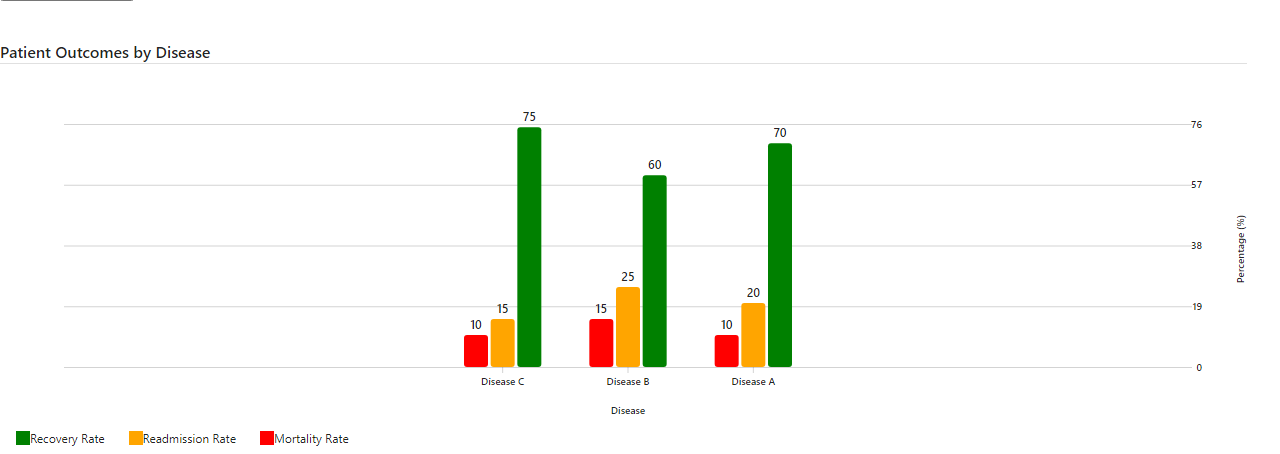 Patient Outcomes by Disease
75
76
70
60
57
Percentage (%)
38
25
20
15
15
19
10
10
0
Disease C
Disease B
Disease A
Disease
Recovery Rate
Readmission Rate
Mortality Rate